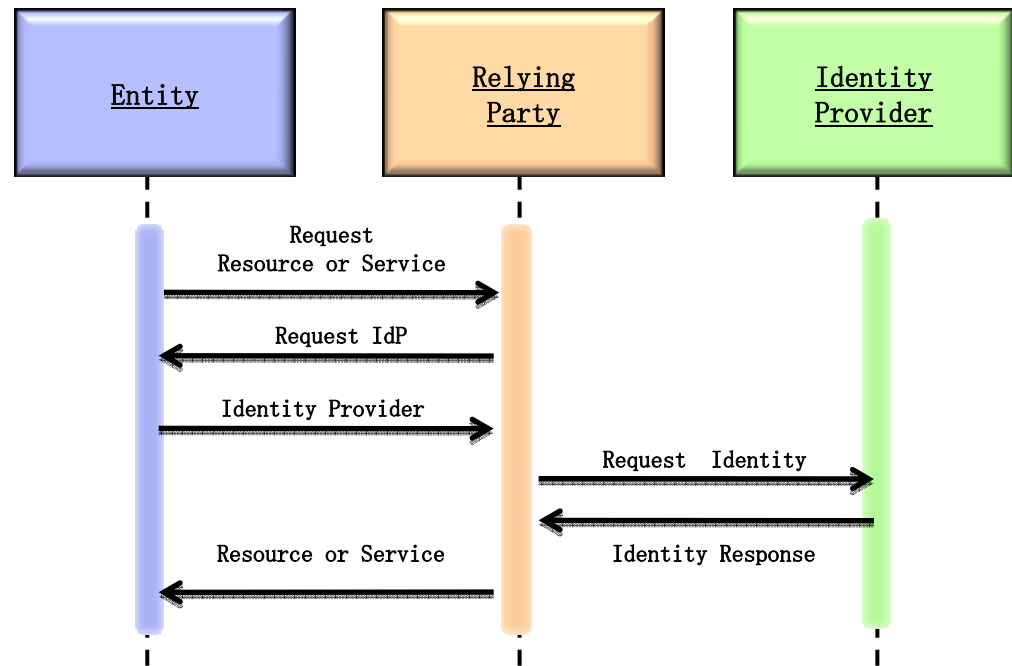 Entity
Relying
Party
Identity
Provider
Request
Resource or Service
Request IdP
Identity Provider
Request Identity
Identity Response
Resource or Service